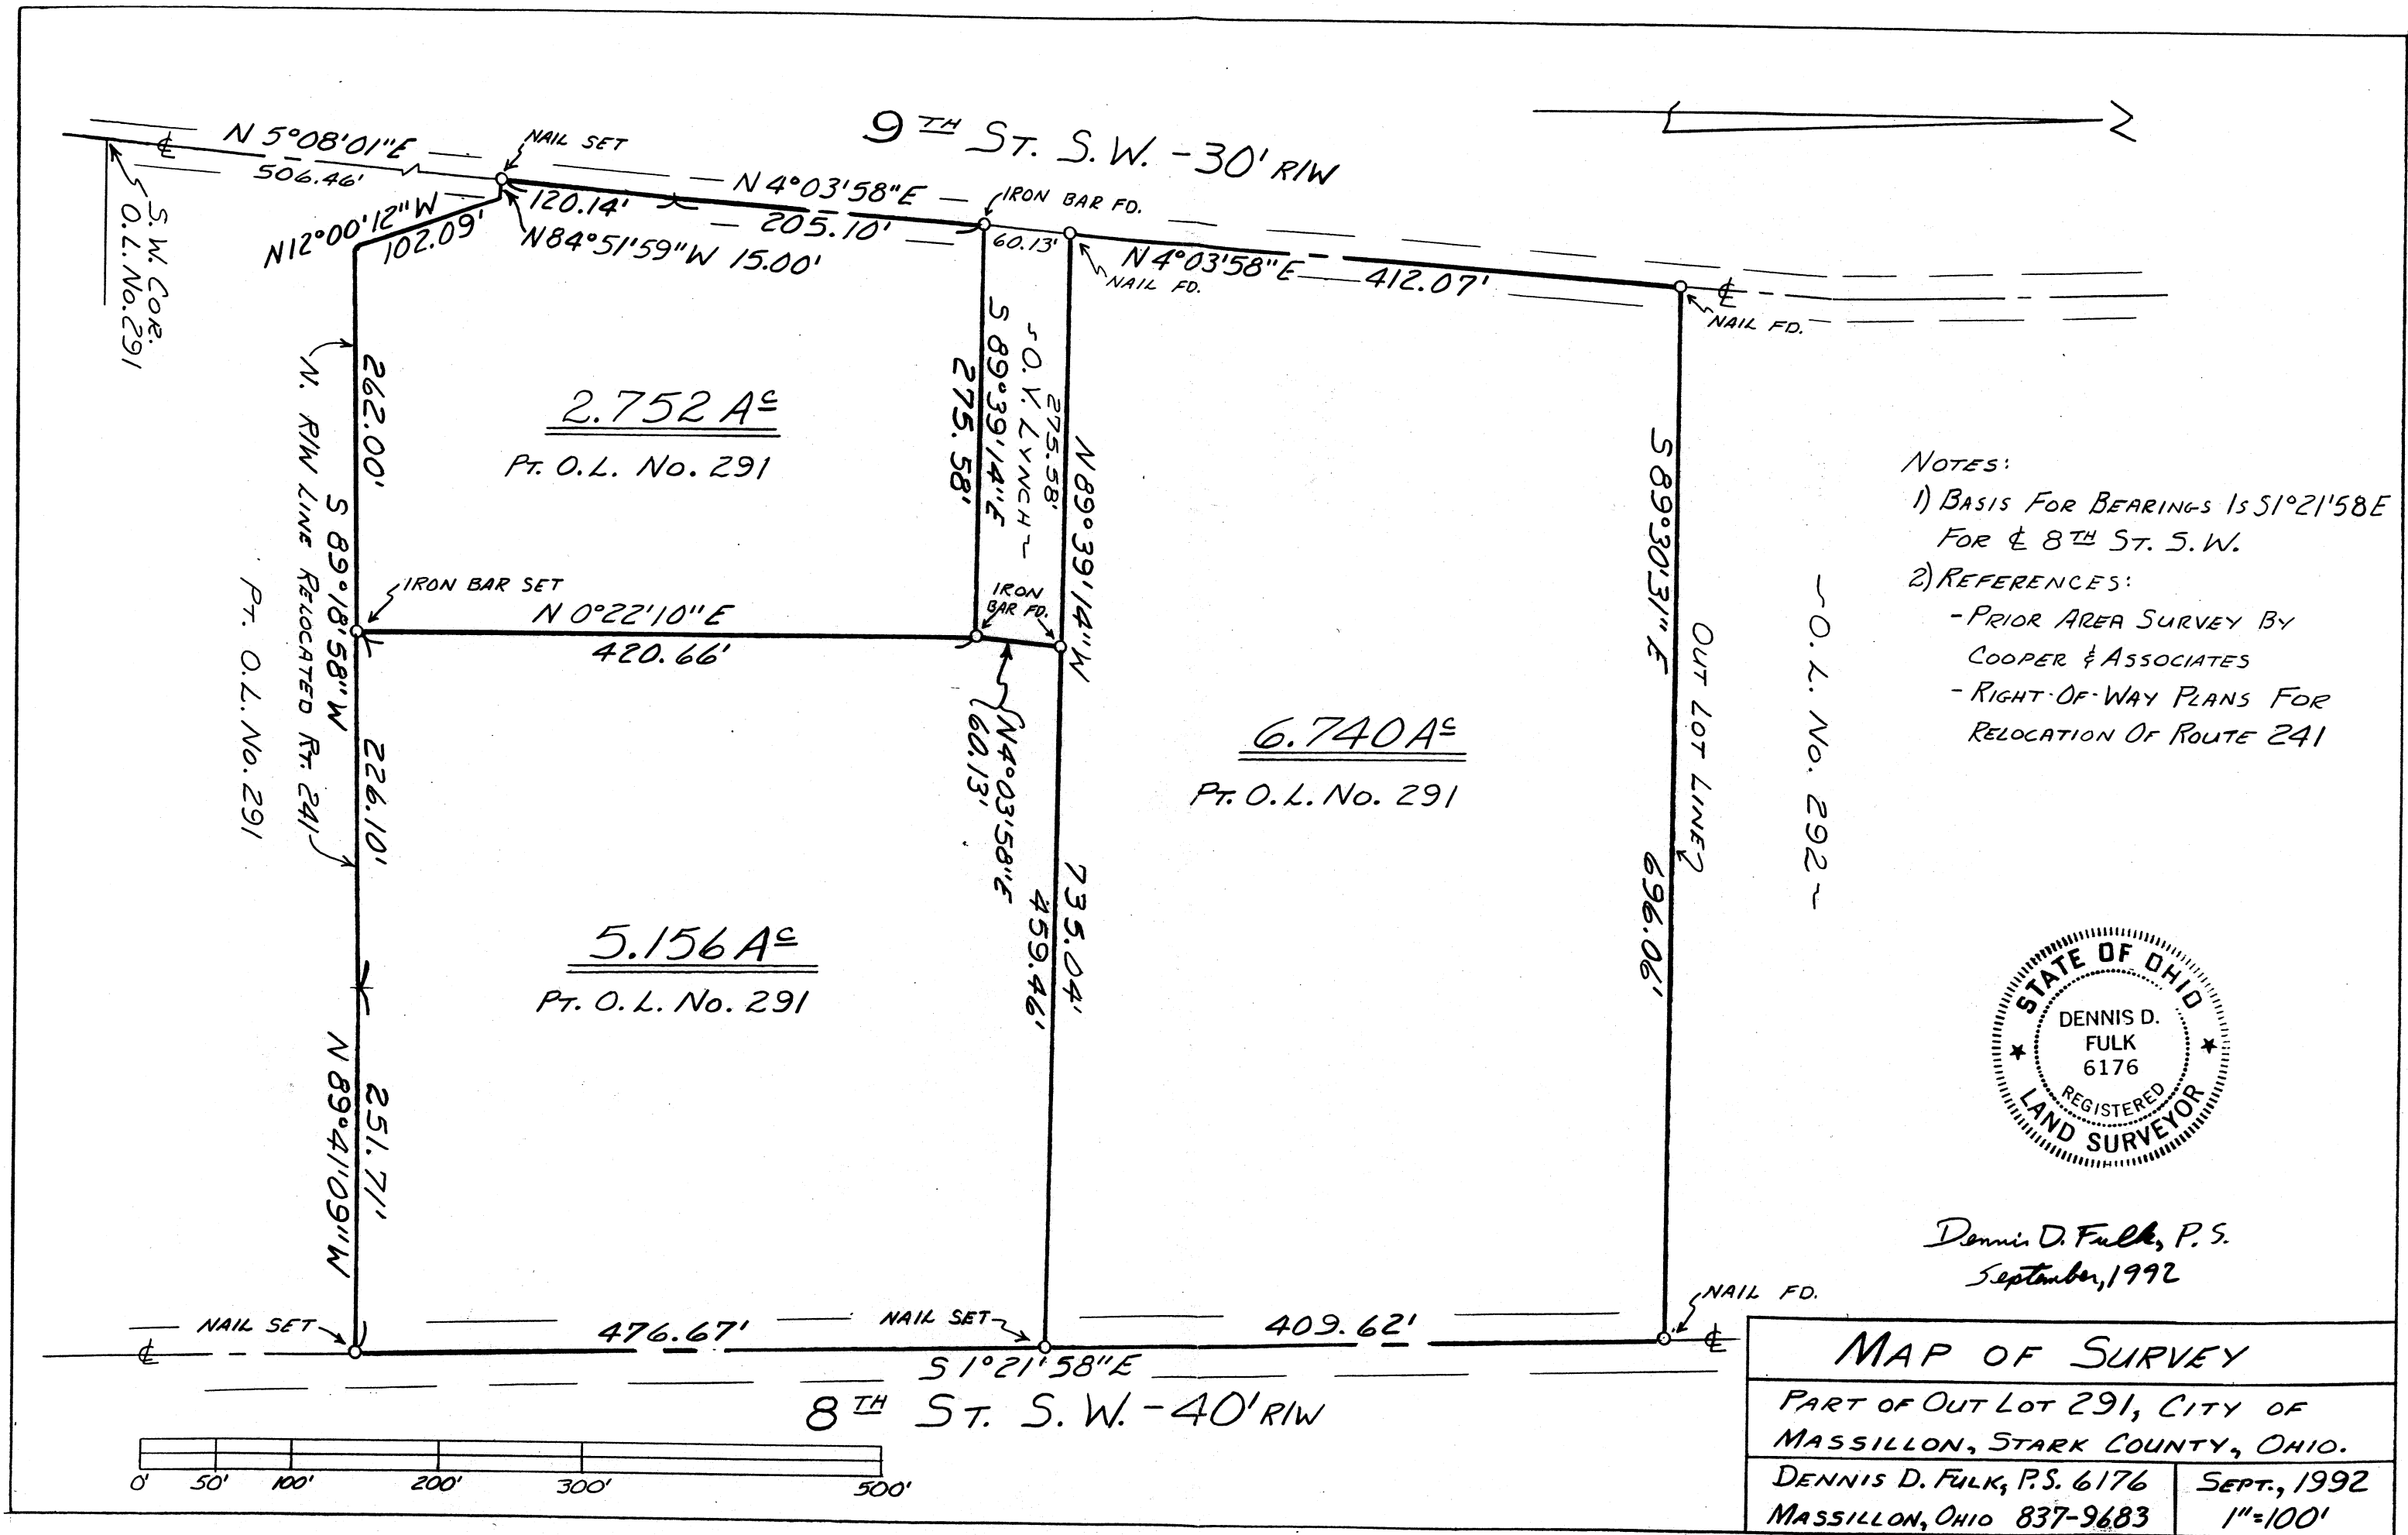 9TH ST. S.W. - 30' R/W
N 5°08'01"E
506.46'
NAIL SET
S.W. COR.
O.L. No. 291
N12°00'12"W
102.09'
120.14'
N84°51'59"W 15.00'
N 4°03'58"E
205.10'
IRON BAR FD.
60.13'
NAIL FD.
N 4°03'58"E
412.07'
℄
℄
NAIL FD.
262.00'
N. R/W LINE RELOCATED RT. 241
S 89°18'58" W
226.10'
PT. O.L. No. 291
2.752 Ac
PT. O.L. No. 291
275.58'
S 89°39'14"E
~O.V. LYNCH~
275.58'
N89°39'14"W
IRON BAR SET
N 0°22'10"E
420.66'
IRON
BAR FD.
N4°03'58"E
60.13'
735.04'
459.46'
5.156 Ac
PT. O.L. No. 291
6.740 Ac
PT. O.L. No. 291
S 89°30'31" E
696.06'
OUT LOT LINE
~O.L. No. 292~
N 89°41'09"W
251.71'
NAIL SET
476.67'
NAIL SET
409.62'
NAIL FD.
℄
℄
S 1°21'58"E
8TH ST. S.W. - 40' R/W
0' 50' 100' 200' 300' 500'
NOTES:
1) BASIS FOR BEARINGS IS S1°21'58E
FOR ℄ 8TH ST. S.W.
2) REFERENCES:
- PRIOR AREA SURVEY BY
COOPER & ASSOCIATES
- RIGHT-OF-WAY PLANS FOR
RELOCATION OF ROUTE 241
STATE OF OHIO
DENNIS D.
FULK
6176
REGISTERED
LAND SURVEYOR
Dennis D. Fulk, P.S.
September, 1992
MAP OF SURVEY
PART OF OUT LOT 291, CITY OF
MASSILLON, STARK COUNTY, OHIO.
DENNIS D. FULK, P.S. 6176
MASSILLON, OHIO 837-9683
SEPT., 1992
1"=100'